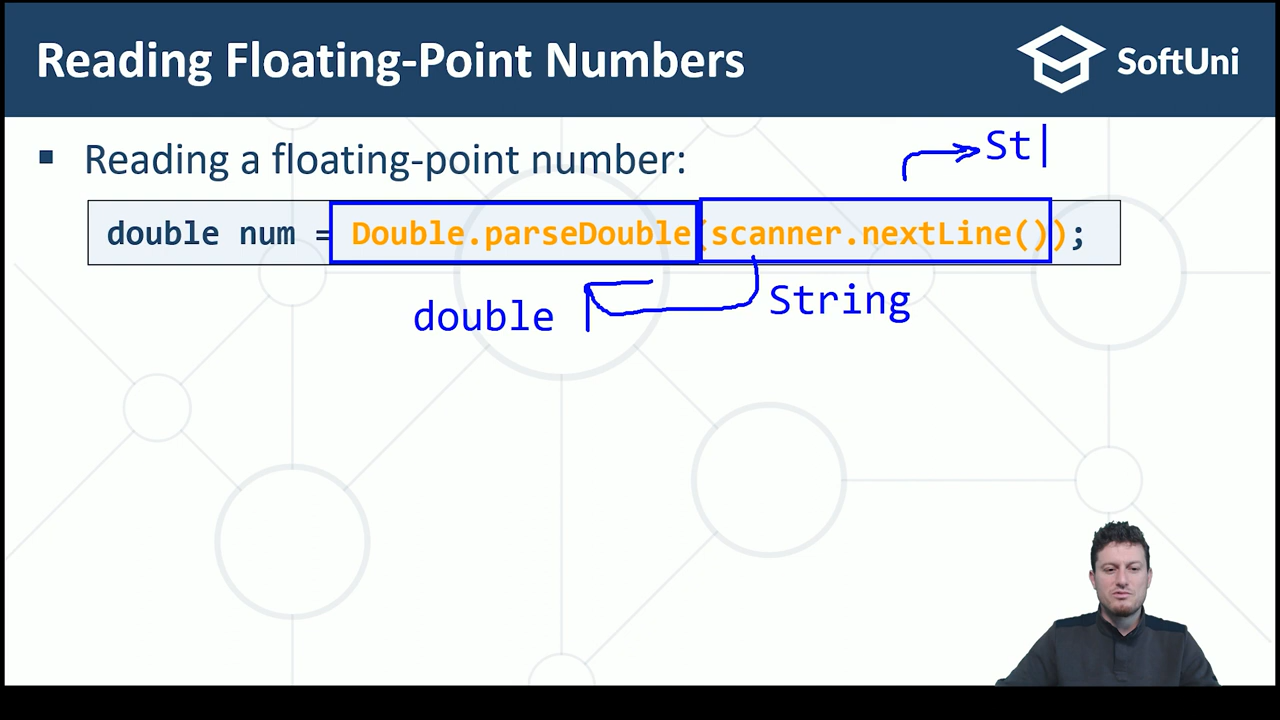 Reading Floating-Point Numbers
SoftUni
▪ Reading a floating-point number:
St
double num = Double.parseDouble(scanner.nextLine());
double
String